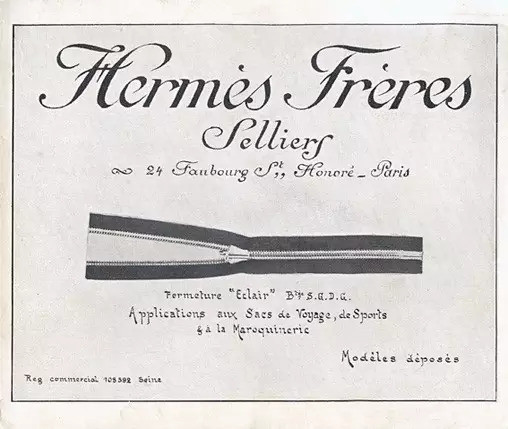 Hermès Frères
Selliers
24 Faubourg St, Honoré - Paris
Fermeture "Eclair" Bté S.G.D.G.
Applications aux Sacs de Voyage, de Sports
& à la Maroquinerie
Modèles déposés
Reg commercial 105392 Seine